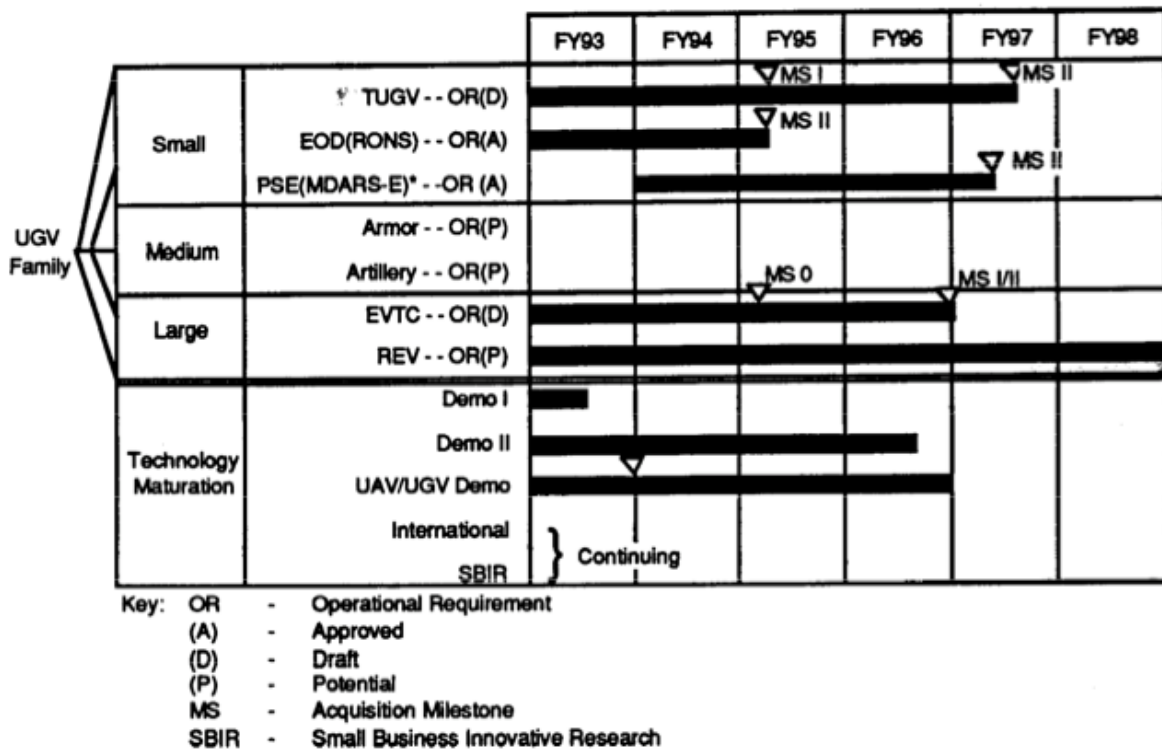 FY93 FY94 FY95 FY96 FY97 FY98
MS I MS II
TUGV - - OR(D)
MS II
Small EOD(RONS) - - OR(A)
MS II
PSE(MDARS-E)* - -OR (A)
UGV Family
Armor - - OR(P)
Medium
Artillery - - OR(P)
MS 0 MS I/II
EVTC - - OR(D)
Large
REV - - OR(P)
Demo I
Demo II
Technology Maturation
UAV/UGV Demo
International
} Continuing
SBIR
Key: OR - Operational Requirement
(A) - Approved
(D) - Draft
(P) - Potential
MS - Acquisition Milestone
SBIR - Small Business Innovative Research